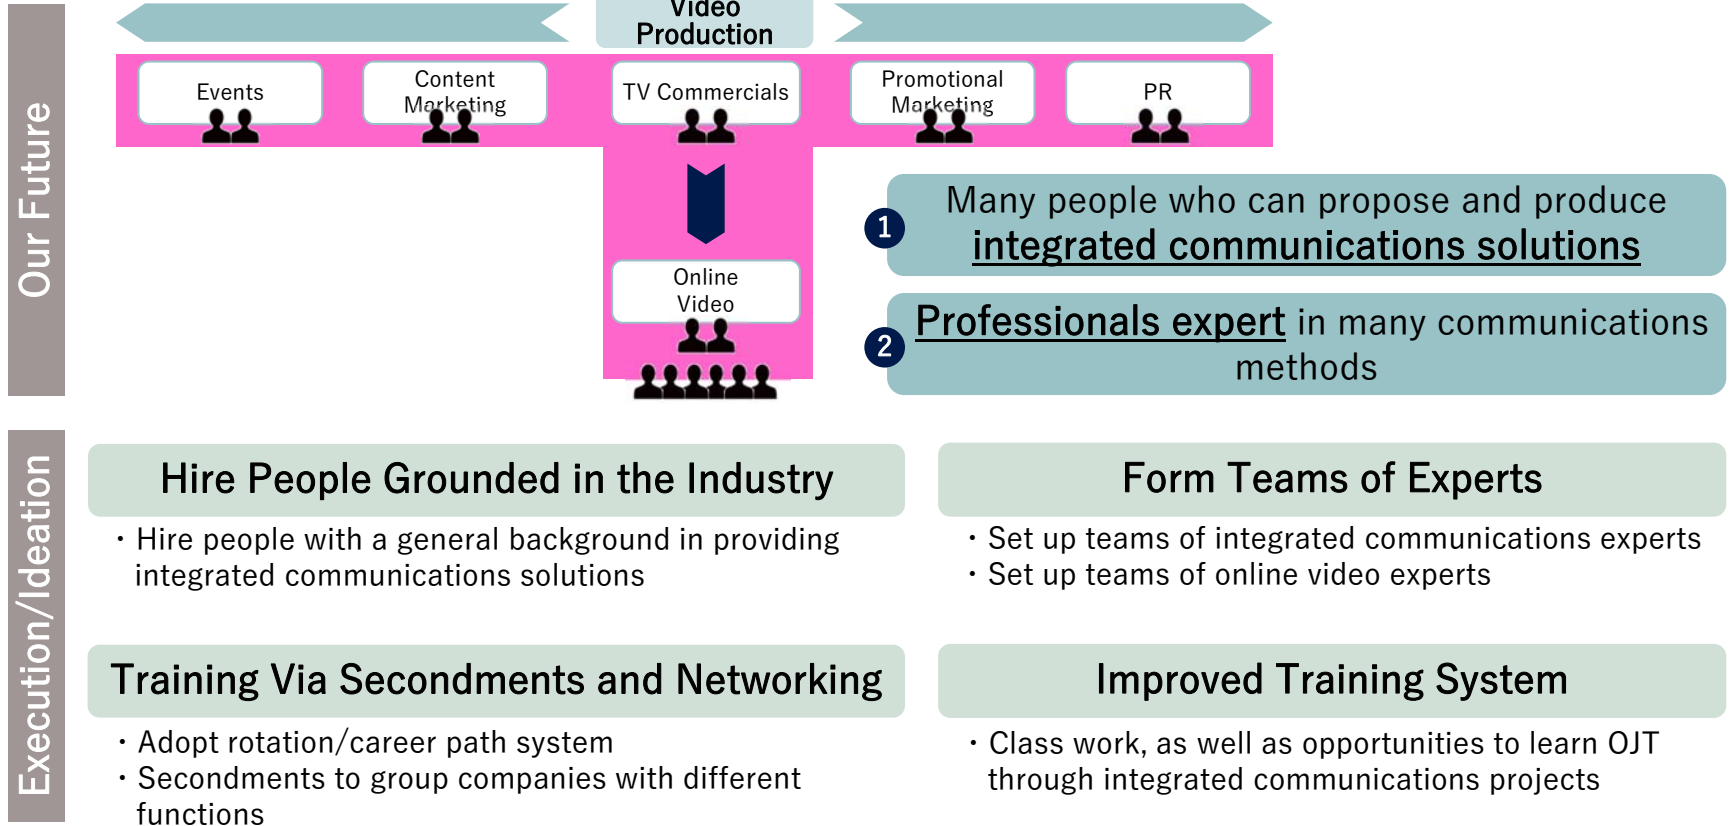 Our Future
Video
Production
Events
Content
Marketing
TV Commercials
Promotional
Marketing
PR
Online
Video
1
Many people who can propose and produce
integrated communications solutions
2
Professionals expert in many communications
methods
Execution/Ideation
Hire People Grounded in the Industry
・Hire people with a general background in providing
integrated communications solutions
Form Teams of Experts
・Set up teams of integrated communications experts
・Set up teams of online video experts
Training Via Secondments and Networking
・Adopt rotation/career path system
・Secondments to group companies with different
functions
Improved Training System
・Class work, as well as opportunities to learn OJT
through integrated communications projects